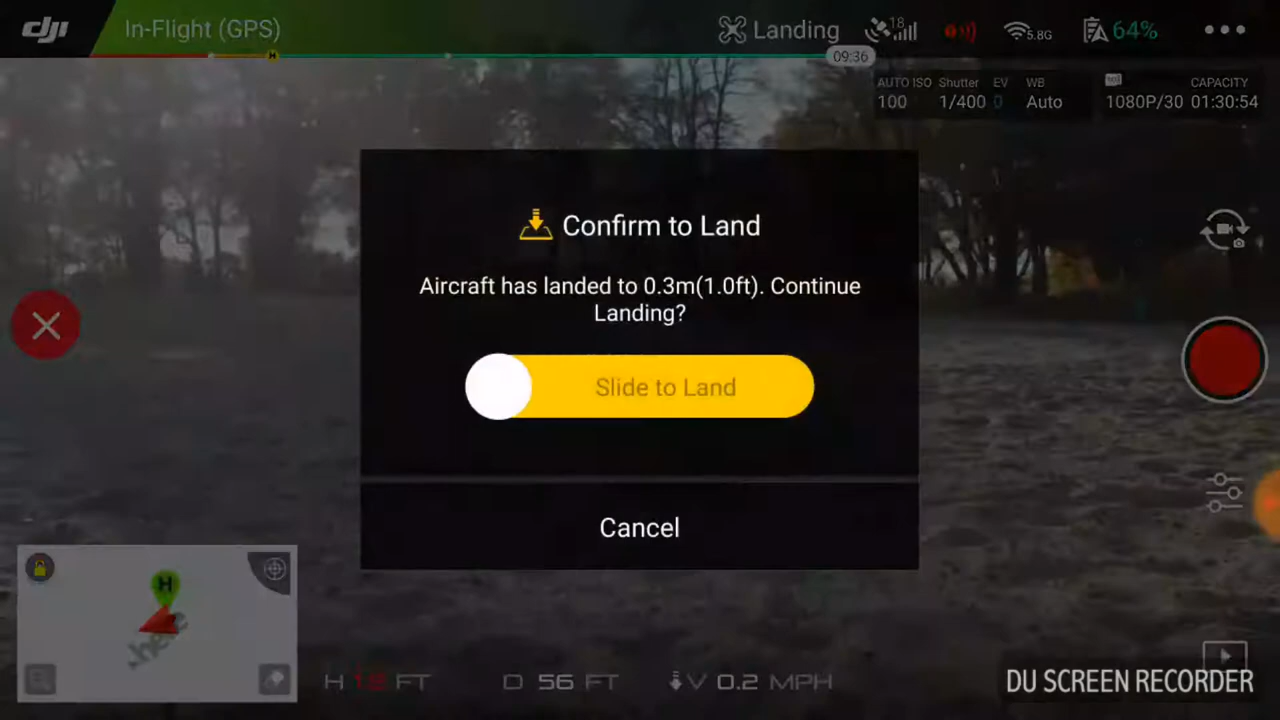 dji In-Flight (GPS) Landing 18 5.8G 64%
H 09:36
AUTO ISO Shutter EV WB CAPACITY
100 1/400 0 Auto 1080P/30 01:30:54
Confirm to Land
Aircraft has landed to 0.3m(1.0ft). Continue
Landing?
Slide to Land
Cancel
H
H FT D 56 FT V 0.2 MPH
DU SCREEN RECORDER